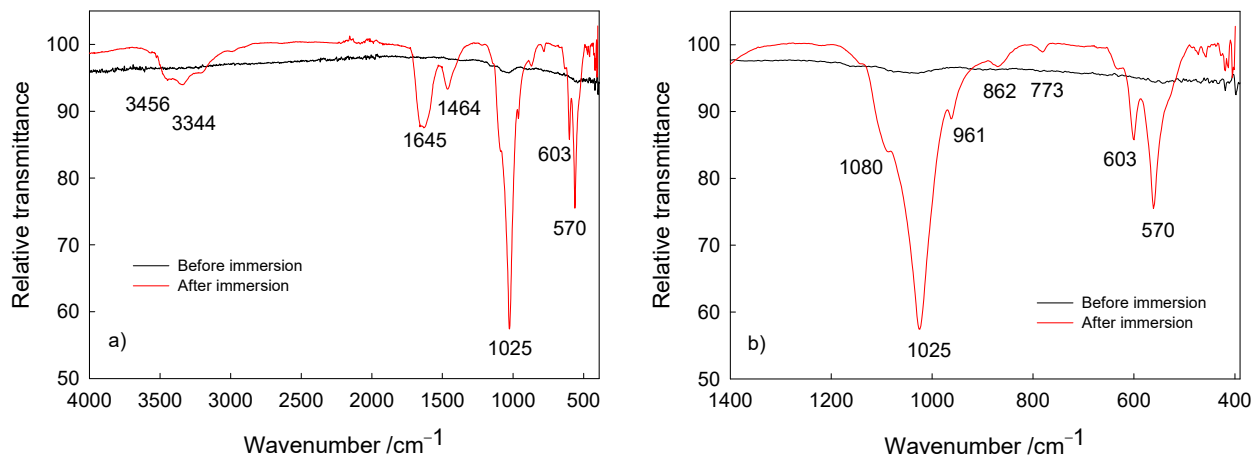 100
90
80
70
60
50
Relative transmittance
3456
3344
1645
1464
603
570
1025
Before immersion
After immersion
a)
4000 3500 3000 2500 2000 1500 1000 500
Wavenumber /cm⁻¹
100
90
80
70
60
50
Relative transmittance
1080
961
862
773
603
570
1025
Before immersion
After immersion
b)
1400 1200 1000 800 600 400
Wavenumber /cm⁻¹